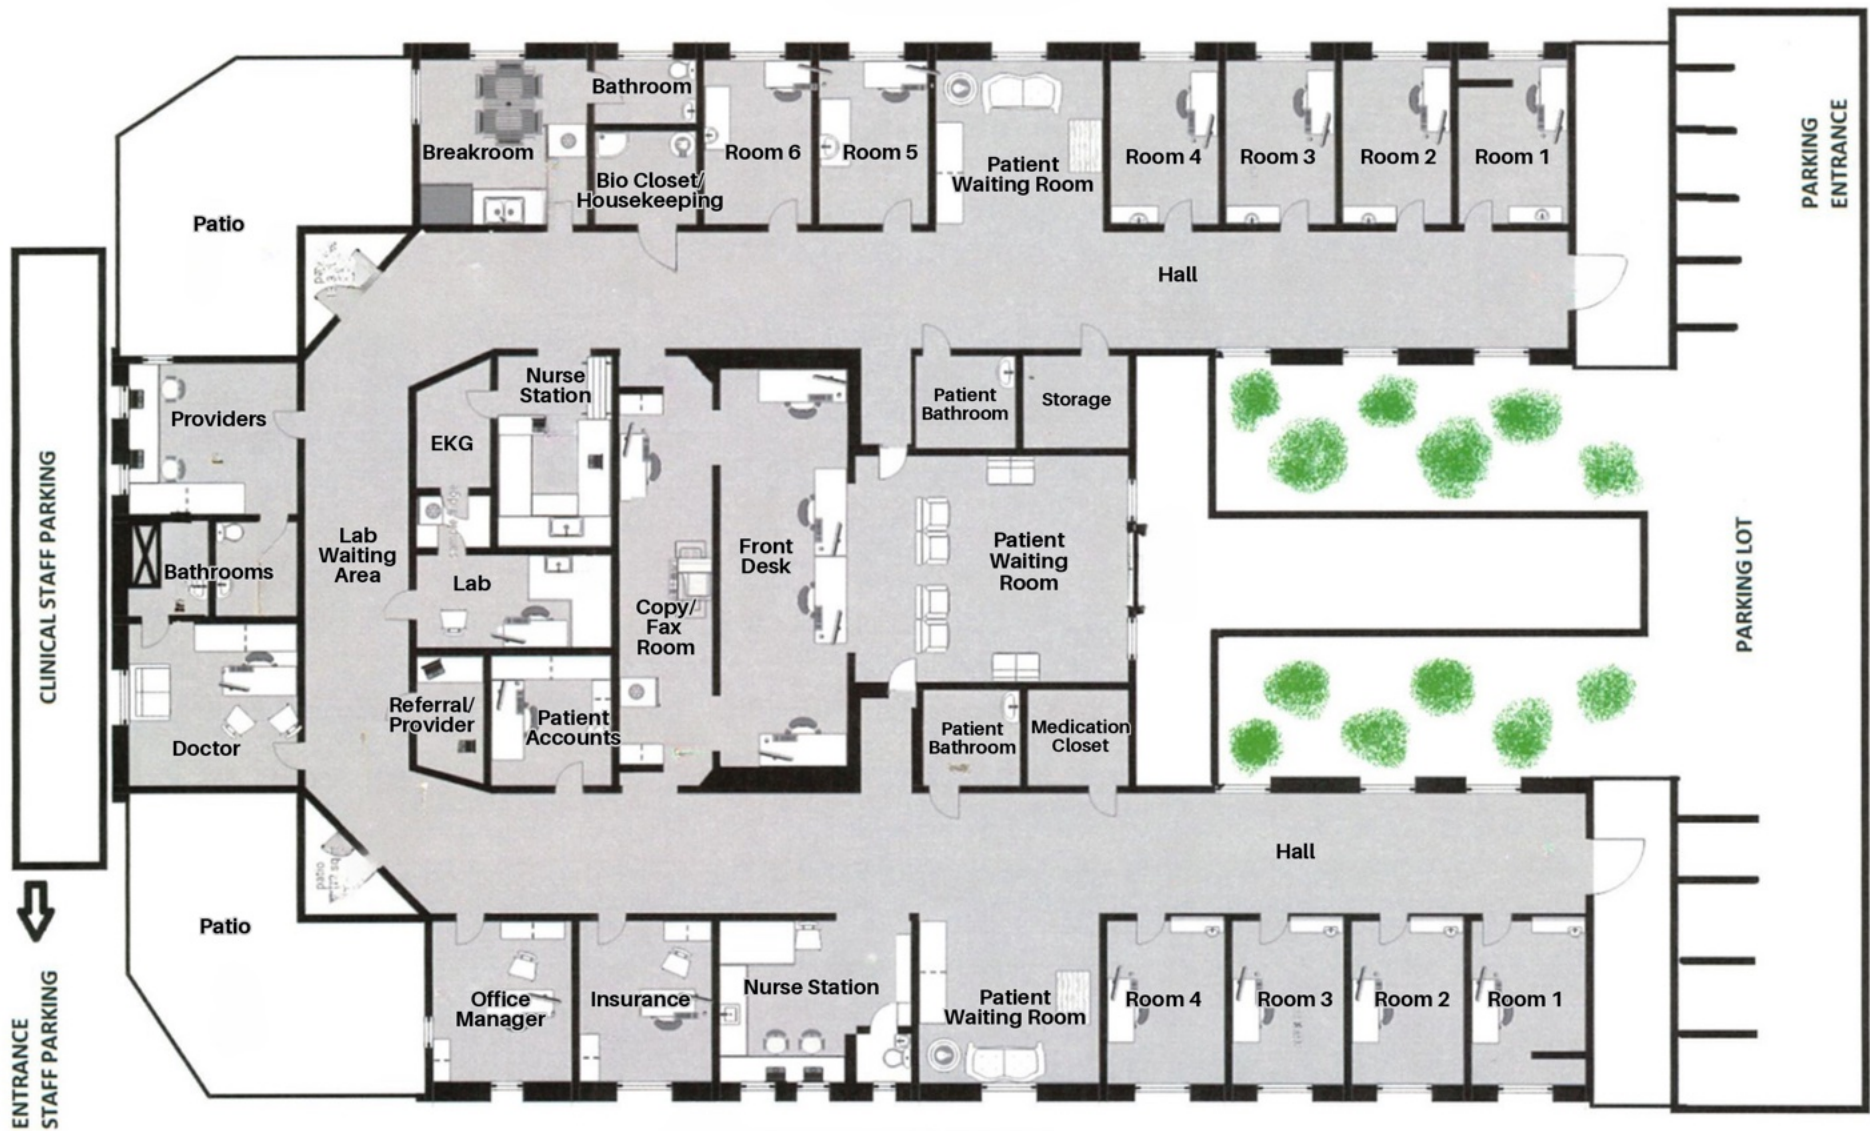 Bathroom
Breakroom
Bio Closet/
Housekeeping
Room 6
Room 5
Patient
Waiting Room
Room 4
Room 3
Room 2
Room 1
PARKING
ENTRANCE
Patio
Hall
Providers
EKG
Nurse
Station
Patient
Bathroom
Storage
CLINICAL STAFF PARKING
Bathrooms
Lab
Waiting
Area
Lab
Copy/
Fax
Room
Front
Desk
Patient
Waiting
Room
PARKING LOT
Doctor
Referral/
Provider
Patient
Accounts
Patient
Bathroom
Medication
Closet
Hall
Patio
patio
Office
Manager
Insurance
Nurse Station
Patient
Waiting Room
Room 4
Room 3
Room 2
Room 1
ENTRANCE
STAFF PARKING